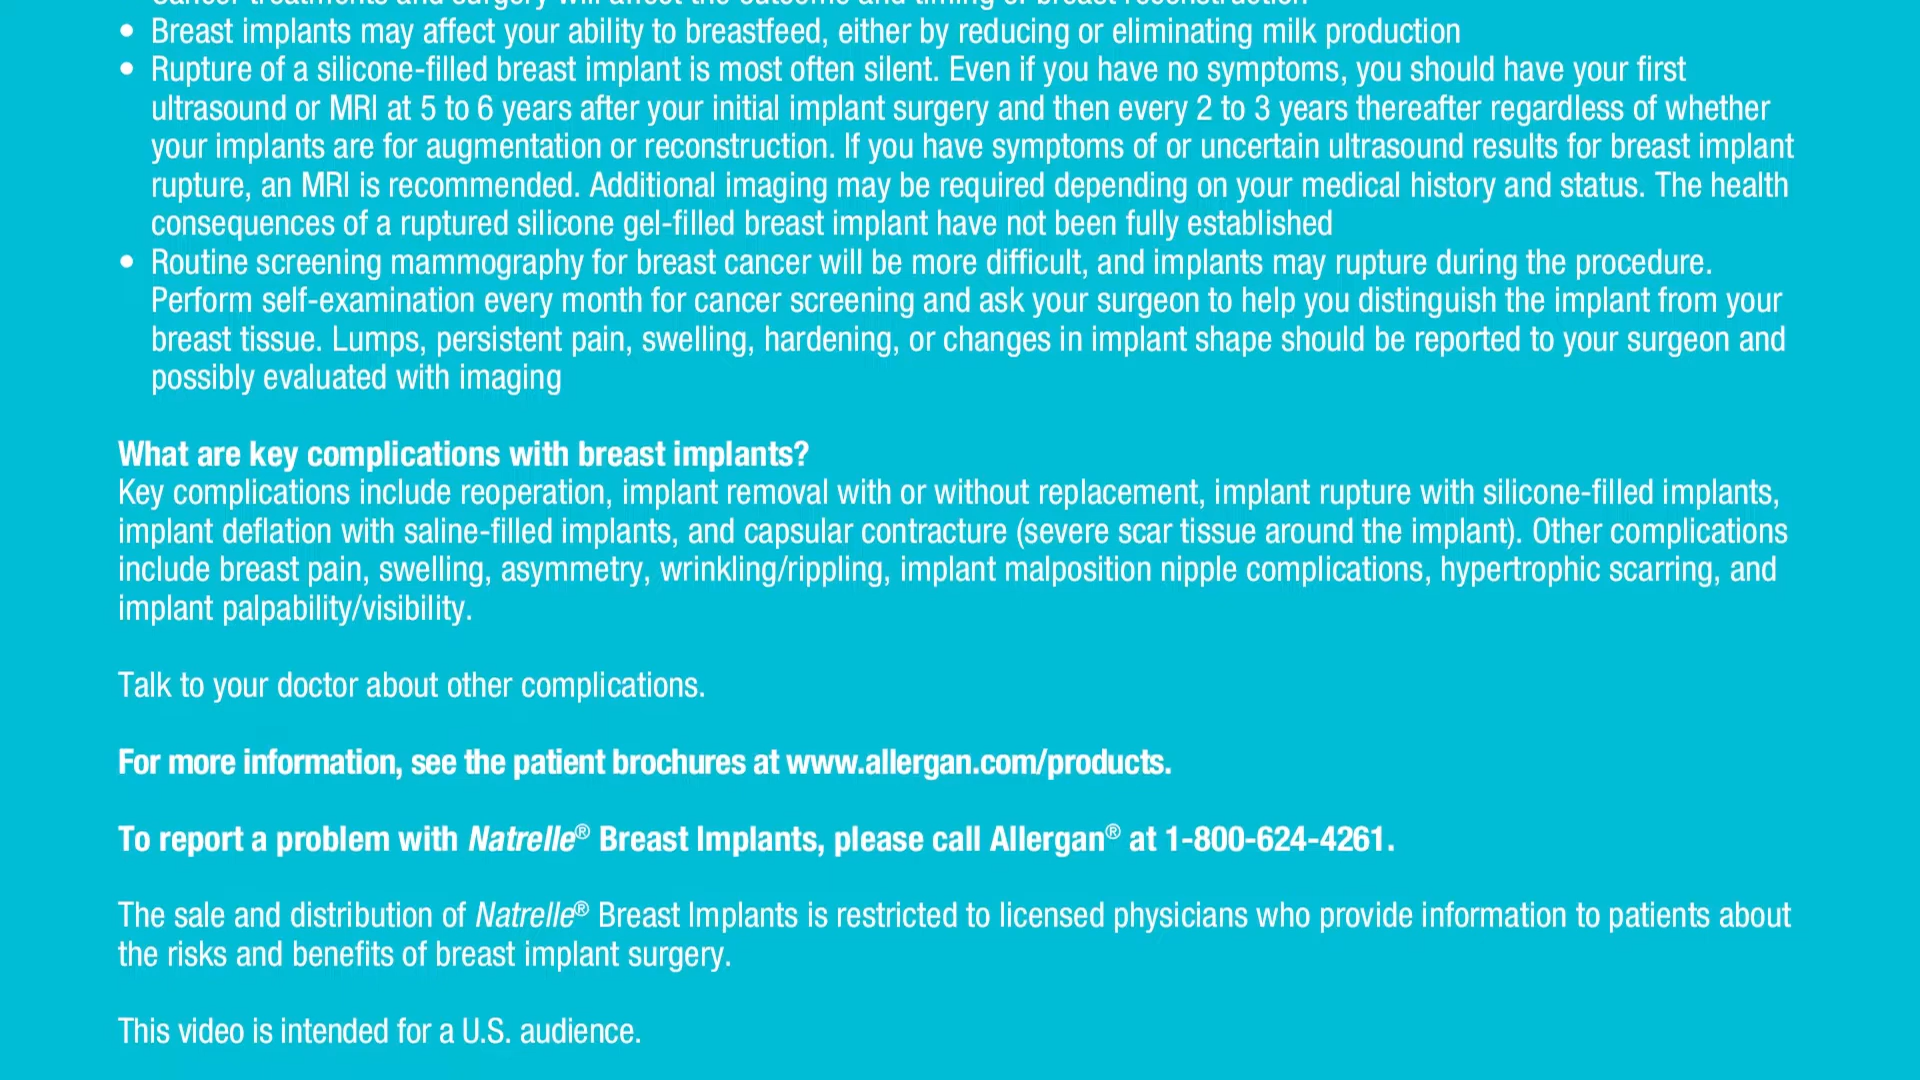 Cancer treatments and surgery will affect the outcome and timing of breast reconstruction
• Breast implants may affect your ability to breastfeed, either by reducing or eliminating milk production
• Rupture of a silicone-filled breast implant is most often silent. Even if you have no symptoms, you should have your first
ultrasound or MRI at 5 to 6 years after your initial implant surgery and then every 2 to 3 years thereafter regardless of whether
your implants are for augmentation or reconstruction. If you have symptoms of or uncertain ultrasound results for breast implant
rupture, an MRI is recommended. Additional imaging may be required depending on your medical history and status. The health
consequences of a ruptured silicone gel-filled breast implant have not been fully established
• Routine screening mammography for breast cancer will be more difficult, and implants may rupture during the procedure.
Perform self-examination every month for cancer screening and ask your surgeon to help you distinguish the implant from your
breast tissue. Lumps, persistent pain, swelling, hardening, or changes in implant shape should be reported to your surgeon and
possibly evaluated with imaging
What are key complications with breast implants?
Key complications include reoperation, implant removal with or without replacement, implant rupture with silicone-filled implants,
implant deflation with saline-filled implants, and capsular contracture (severe scar tissue around the implant). Other complications
include breast pain, swelling, asymmetry, wrinkling/rippling, implant malposition nipple complications, hypertrophic scarring, and
implant palpability/visibility.
Talk to your doctor about other complications.
For more information, see the patient brochures at www.allergan.com/products.
To report a problem with Natrelle® Breast Implants, please call Allergan® at 1-800-624-4261.
The sale and distribution of Natrelle® Breast Implants is restricted to licensed physicians who provide information to patients about
the risks and benefits of breast implant surgery.
This video is intended for a U.S. audience.